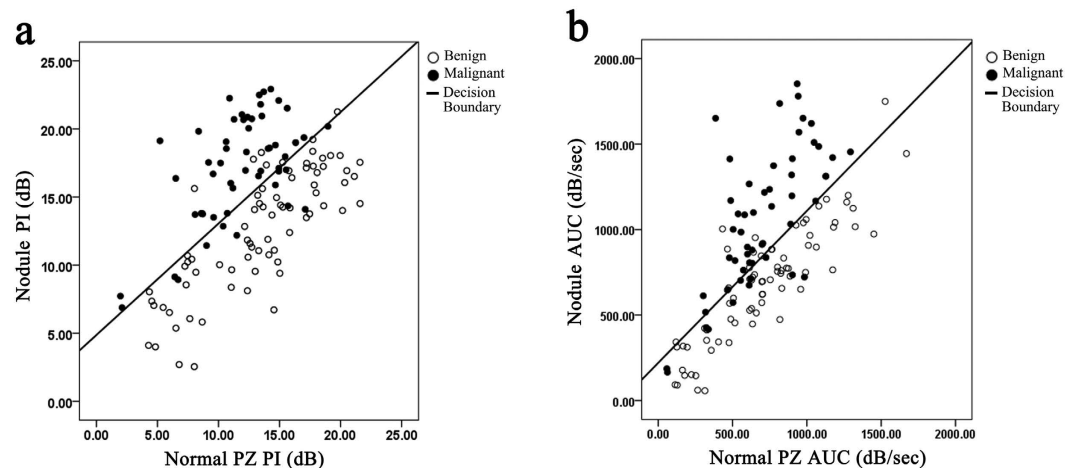 a
Nodule PI (dB)
25.00
20.00
15.00
10.00
5.00
0.00
0.00 5.00 10.00 15.00 20.00 25.00
Normal PZ PI (dB)
Benign
Malignant
Decision
Boundary
b
Nodule AUC (dB/sec)
2000.00
1500.00
1000.00
500.00
00.00
00.00 500.00 1000.00 1500.00 2000.00
Normal PZ AUC (dB/sec)
Benign
Malignant
Decision
Boundary